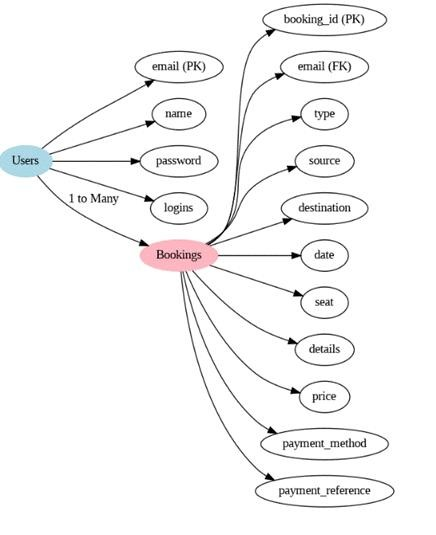 booking_id (PK)
email (PK)
email (FK)
name
type
Users
password
source
1 to Many
logins
destination
Bookings
date
seat
details
price
payment_method
payment_reference